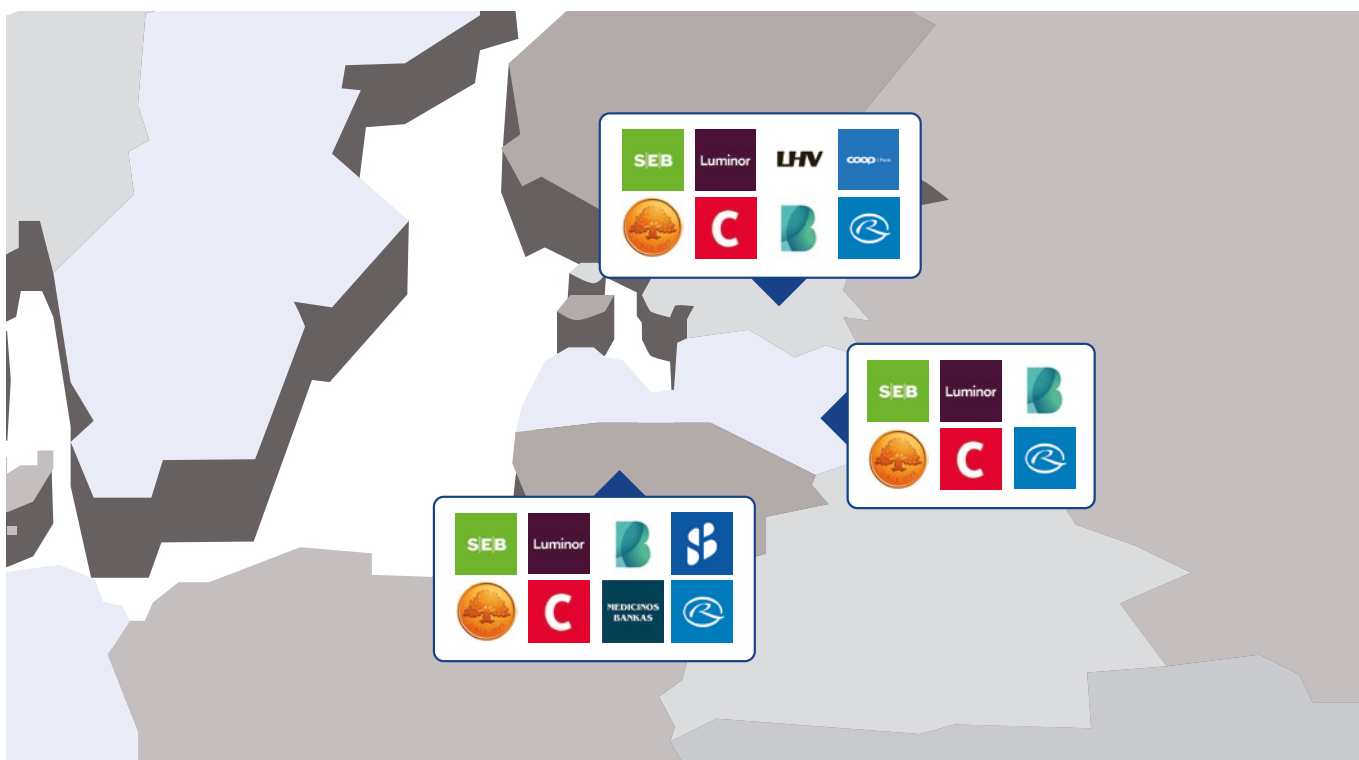 SEB
Luminor
LHV
coop
C
B
R
SEB
Luminor
B
C
R
SEB
Luminor
B
C
MEDICINOS
BANKAS
R